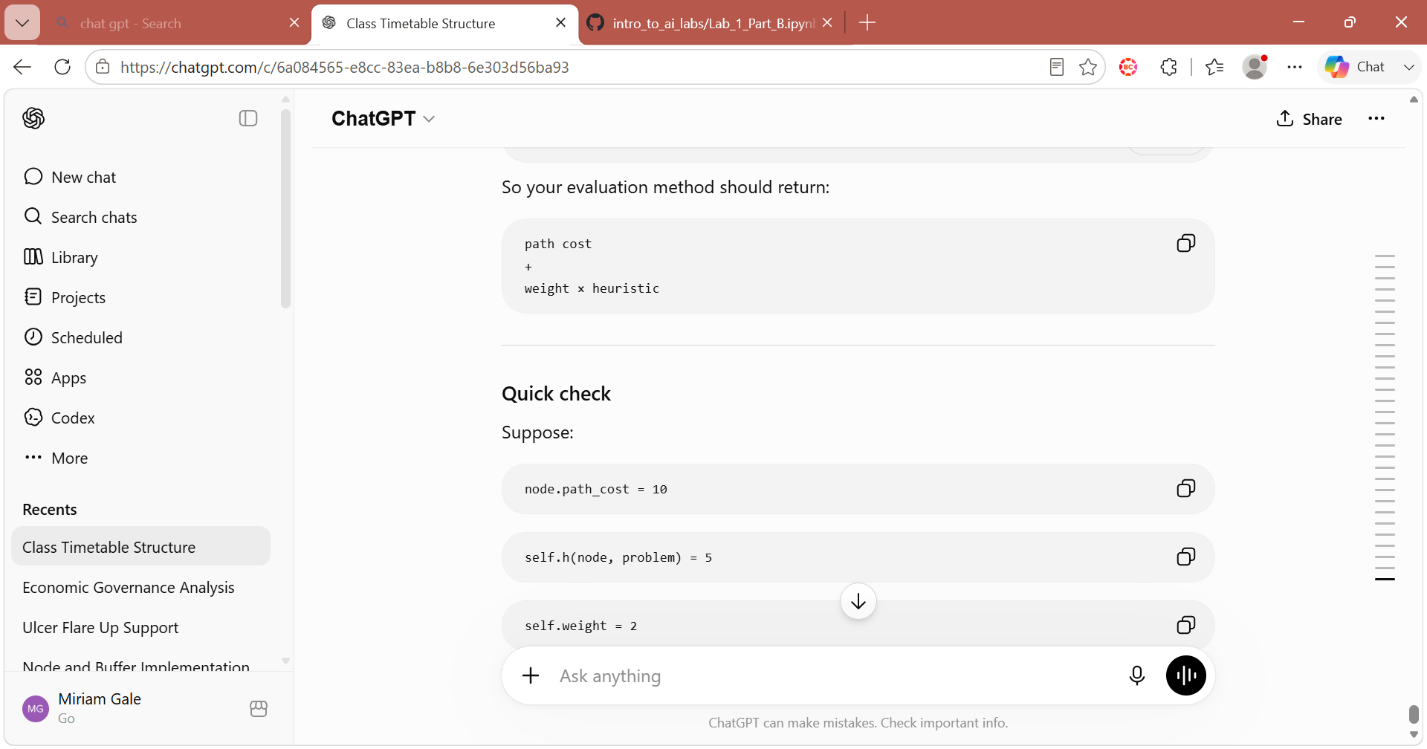 chat gpt - Search
Class Timetable Structure
intro_to_ai_labs/Lab_1_Part_B.ipynb
https://chatgpt.com/c/6a084565-e8cc-83ea-b8b8-6e303d56ba93
Chat
ChatGPT
Share
New chat
Search chats
Library
Projects
Scheduled
Apps
Codex
More
Recents
Class Timetable Structure
Economic Governance Analysis
Ulcer Flare Up Support
Node and Buffer Implementation
MG
Miriam Gale
Go
So your evaluation method should return:
path cost
+
weight × heuristic
Quick check
Suppose:
node.path_cost = 10
self.h(node, problem) = 5
self.weight = 2
Ask anything
ChatGPT can make mistakes. Check important info.